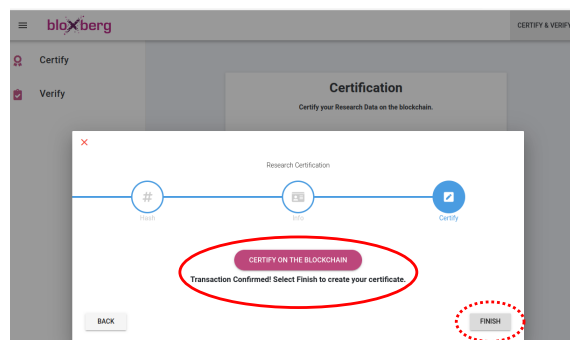 bloxberg
CERTIFY & VERIFY
Certify
Verify
Certification
Certify your Research Data on the blockchain.
Research Certification
#
Hash
Info
Certify
CERTIFY ON THE BLOCKCHAIN
Transaction Confirmed! Select Finish to create your certificate.
BACK
FINISH